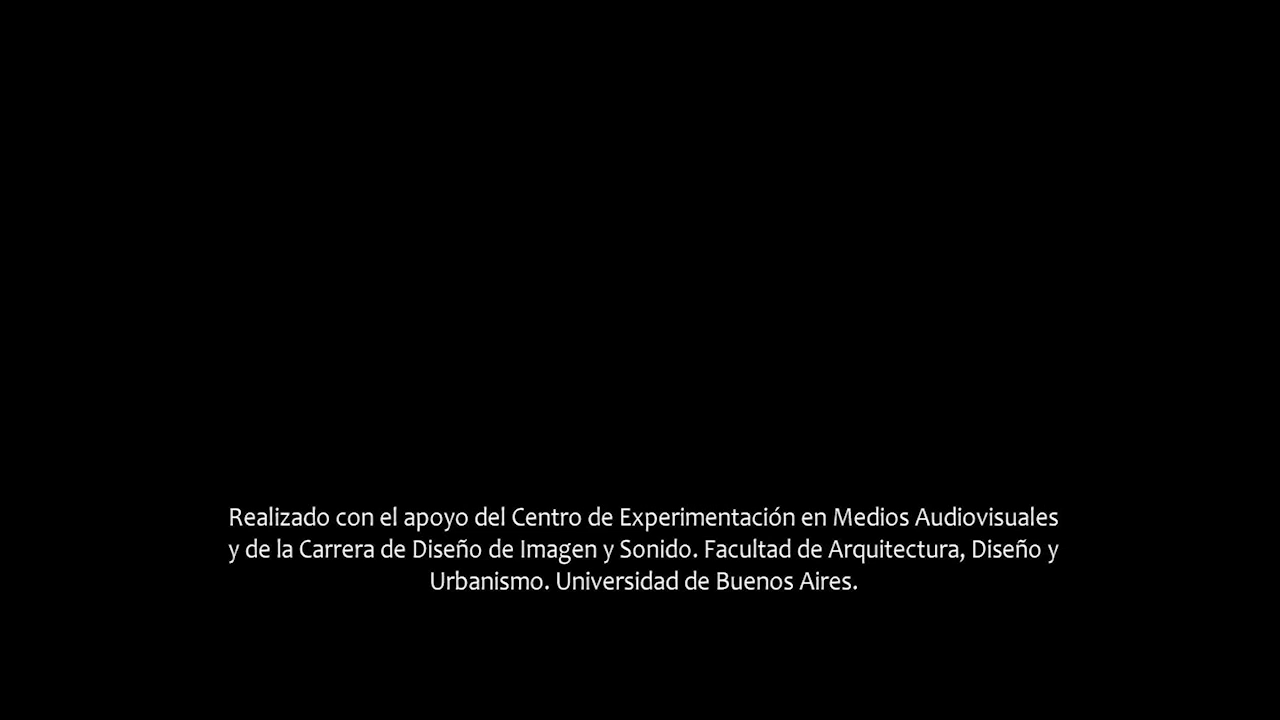 Realizado con el apoyo del Centro de Experimentación en Medios Audiovisuales
y de la Carrera de Diseño de Imagen y Sonido. Facultad de Arquitectura, Diseño y
Urbanismo. Universidad de Buenos Aires.